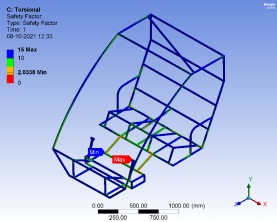 C: Torsional
Safety Factor
Type: Safety Factor
Time: 1
08-10-2021 12:33
15 Max
10
2.0338 Min
0
Min
Max
0.00 500.00 1000.00 (mm)
250.00 750.00
Y
Z X